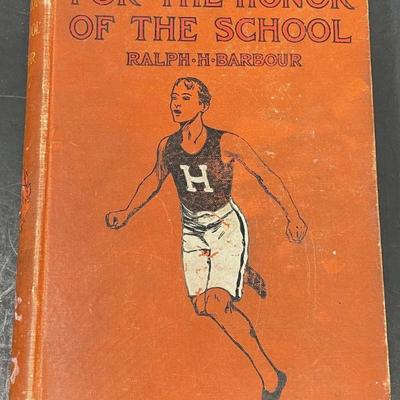 FOR THE HONOR
OF THE SCHOOL
RALPH·H·BARBOUR
H